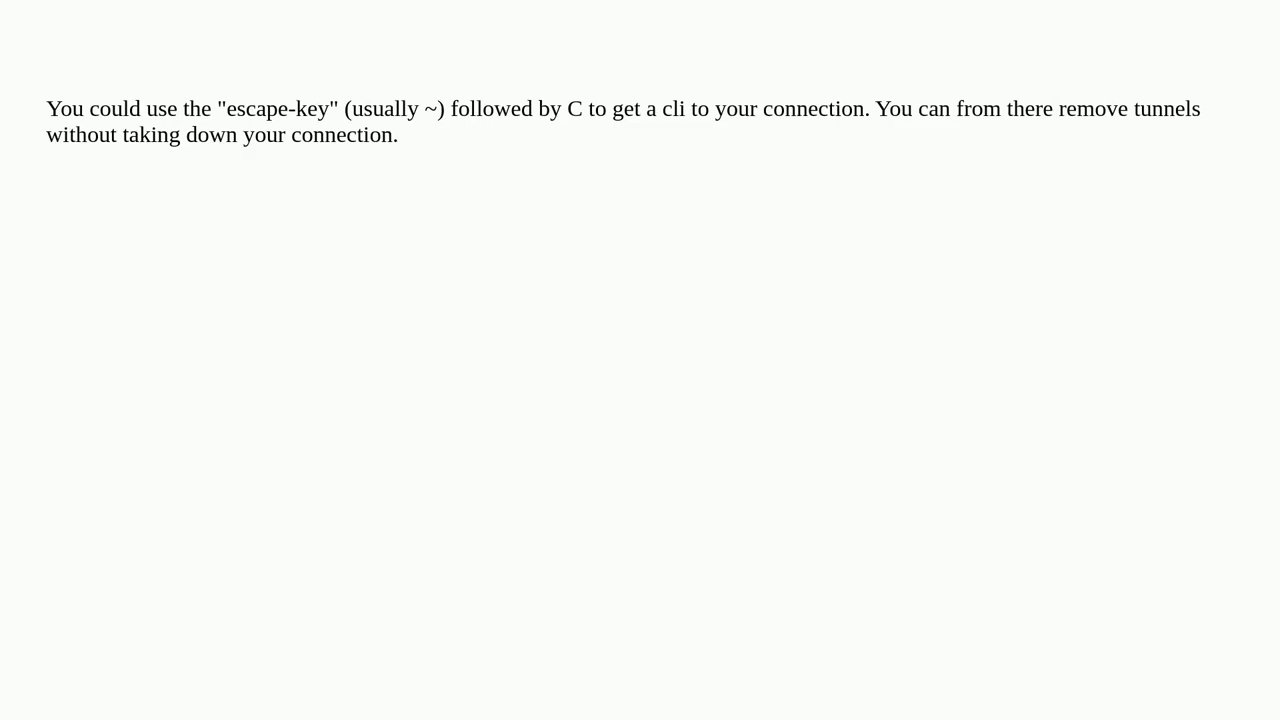 You could use the "escape-key" (usually ~) followed by C to get a cli to your connection. You can from there remove tunnels
without taking down your connection.